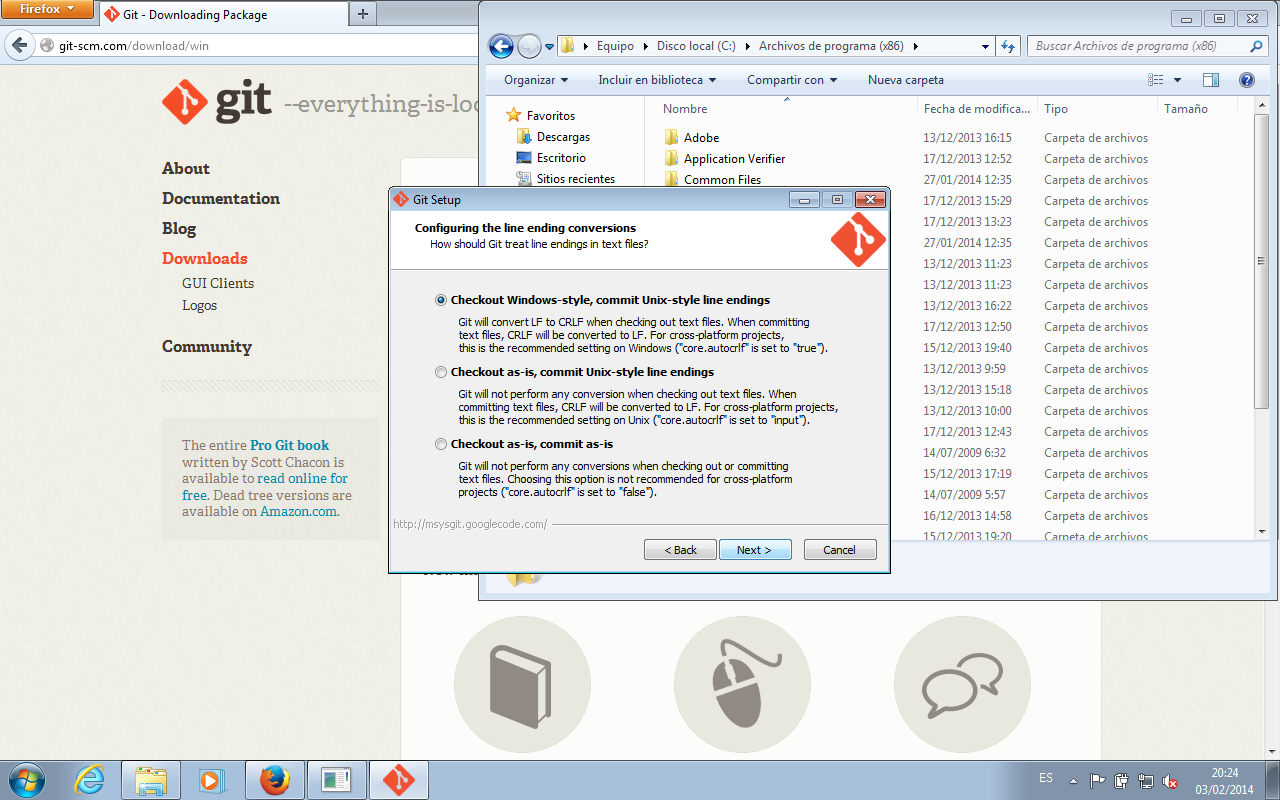 Firefox
Git - Downloading Package
git-scm.com/download/win
git --everything-is-loc
About
Documentation
Blog
Downloads
GUI Clients
Logos
Community
The entire Pro Git book
written by Scott Chacon is
available to read online for
free. Dead tree versions are
available on Amazon.com.
Equipo Disco local (C:) Archivos de programa (x86)
Buscar Archivos de programa (x86)
Organizar Incluir en biblioteca Compartir con Nueva carpeta
Favoritos
Descargas
Escritorio
Sitios recientes
Nombre Fecha de modifica... Tipo Tamaño
Adobe 13/12/2013 16:15 Carpeta de archivos
Application Verifier 17/12/2013 12:52 Carpeta de archivos
Common Files 27/01/2014 12:35 Carpeta de archivos
17/12/2013 15:29 Carpeta de archivos
17/12/2013 13:23 Carpeta de archivos
27/01/2014 12:35 Carpeta de archivos
13/12/2013 11:23 Carpeta de archivos
13/12/2013 11:23 Carpeta de archivos
13/12/2013 16:22 Carpeta de archivos
17/12/2013 12:50 Carpeta de archivos
15/12/2013 19:40 Carpeta de archivos
13/12/2013 9:59 Carpeta de archivos
13/12/2013 15:18 Carpeta de archivos
13/12/2013 10:00 Carpeta de archivos
17/12/2013 12:43 Carpeta de archivos
14/07/2009 6:32 Carpeta de archivos
15/12/2013 17:19 Carpeta de archivos
14/07/2009 5:57 Carpeta de archivos
16/12/2013 14:58 Carpeta de archivos
15/12/2013 19:20 Carpeta de archivos
Git Setup
Configuring the line ending conversions
How should Git treat line endings in text files?
Checkout Windows-style, commit Unix-style line endings
Git will convert LF to CRLF when checking out text files. When committing
text files, CRLF will be converted to LF. For cross-platform projects,
this is the recommended setting on Windows ("core.autocrlf" is set to "true").
Checkout as-is, commit Unix-style line endings
Git will not perform any conversion when checking out text files. When
committing text files, CRLF will be converted to LF. For cross-platform projects,
this is the recommended setting on Unix ("core.autocrlf" is set to "input").
Checkout as-is, commit as-is
Git will not perform any conversions when checking out or committing
text files. Choosing this option is not recommended for cross-platform
projects ("core.autocrlf" is set to "false").
http://msysgit.googlecode.com/
< Back Next > Cancel
ES
20:24
03/02/2014